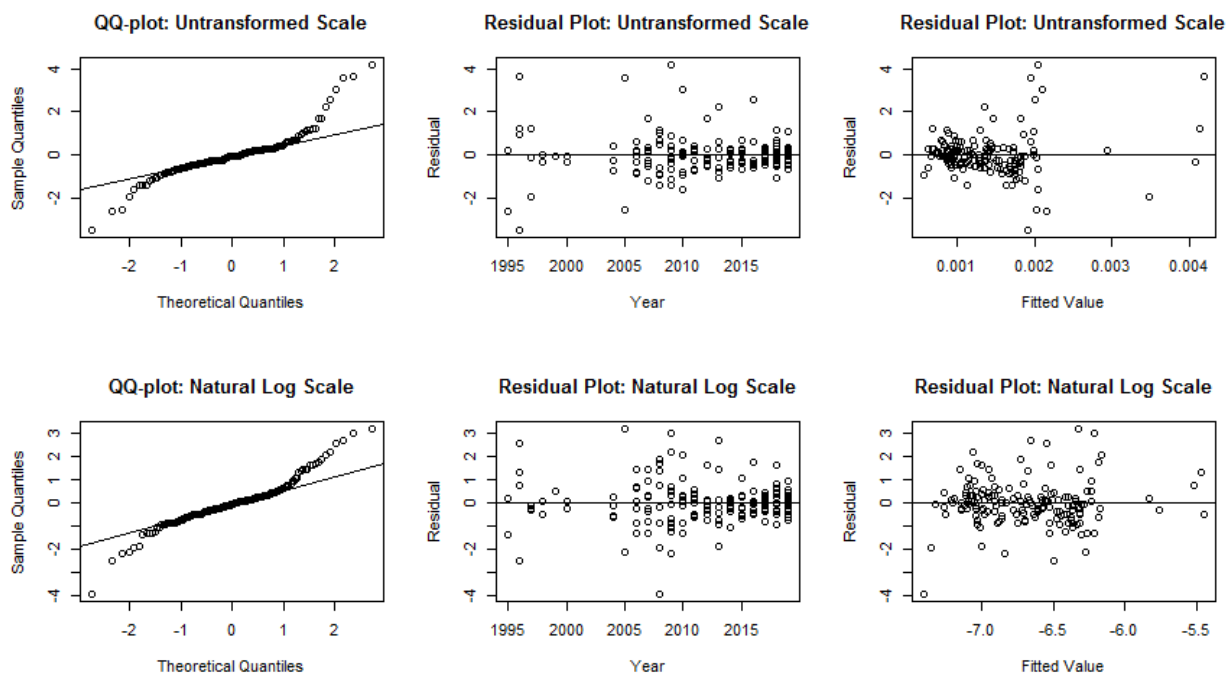 QQ-plot: Untransformed Scale
Sample Quantiles
4
2
0
-2
-2 -1 0 1 2
Theoretical Quantiles
Residual Plot: Untransformed Scale
Residual
4
2
0
-2
1995 2000 2005 2010 2015
Year
Residual Plot: Untransformed Scale
Residual
4
2
0
-2
0.001 0.002 0.003 0.004
Fitted Value
QQ-plot: Natural Log Scale
Sample Quantiles
3
2
1
0
-2
-4
-2 -1 0 1 2
Theoretical Quantiles
Residual Plot: Natural Log Scale
Residual
3
2
1
0
-2
-4
1995 2000 2005 2010 2015
Year
Residual Plot: Natural Log Scale
Residual
3
2
1
0
-2
-4
-7.0 -6.5 -6.0 -5.5
Fitted Value